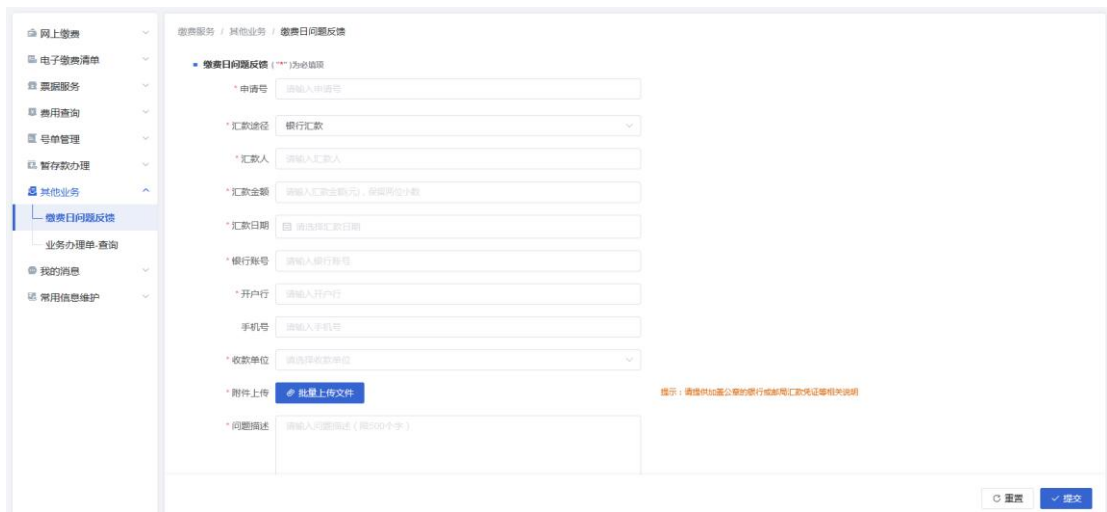 网上缴费
电子缴费清单
票据服务
费用查询
号单管理
暂存款办理
其他业务
缴费日问题反馈
业务办理单-查询
我的消息
常用信息维护
缴费服务 / 其他业务 / 缴费日问题反馈
缴费日问题反馈 ( "*" )为必填项
* 申请号 请输入申请号
* 汇款途径 银行汇款
* 汇款人 请输入汇款人
* 汇款金额 请输入汇款金额(元)，保留两位小数
* 汇款日期 请选择汇款日期
* 银行账号 请输入银行账号
* 开户行 请输入开户行
手机号 请输入手机号
* 收款单位 请选择收款单位
* 附件上传 批量上传文件 提示：请提供加盖公章的银行或邮局汇款凭证等相关说明
* 问题描述 请输入问题描述 ( 限500个字 )
重置 提交